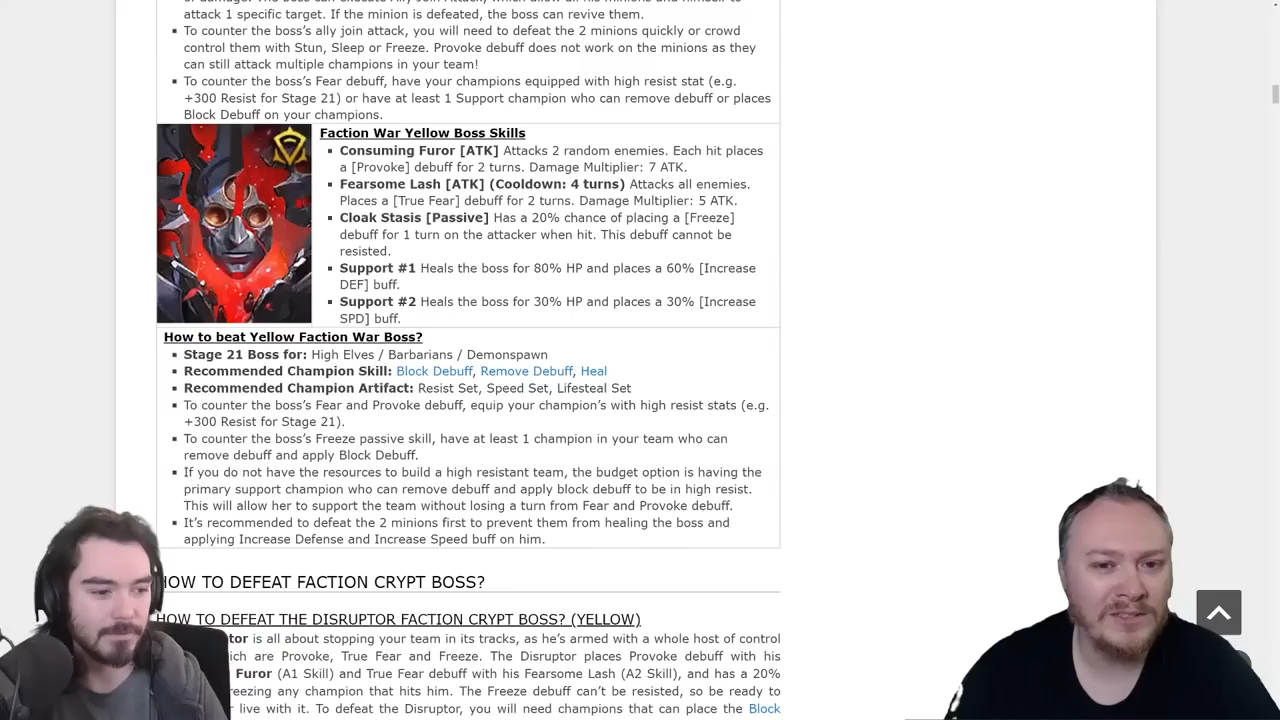 attack 1 specific target. If the minion is defeated, the boss can revive them.
To counter the boss's ally join attack, you will need to defeat the 2 minions quickly or crowd
control them with Stun, Sleep or Freeze. Provoke debuff does not work on the minions as they
can still attack multiple champions in your team!
To counter the boss's Fear debuff, have your champions equipped with high resist stat (e.g.
+300 Resist for Stage 21) or have at least 1 Support champion who can remove debuff or places
Block Debuff on your champions.
Faction War Yellow Boss Skills
Consuming Furor [ATK] Attacks 2 random enemies. Each hit places
a [Provoke] debuff for 2 turns. Damage Multiplier: 7 ATK.
Fearsome Lash [ATK] (Cooldown: 4 turns) Attacks all enemies.
Places a [True Fear] debuff for 2 turns. Damage Multiplier: 5 ATK.
Cloak Stasis [Passive] Has a 20% chance of placing a [Freeze]
debuff for 1 turn on the attacker when hit. This debuff cannot be
resisted.
Support #1 Heals the boss for 80% HP and places a 60% [Increase
DEF] buff.
Support #2 Heals the boss for 30% HP and places a 30% [Increase
SPD] buff.
How to beat Yellow Faction War Boss?
Stage 21 Boss for: High Elves / Barbarians / Demonspawn
Recommended Champion Skill: Block Debuff, Remove Debuff, Heal
Recommended Champion Artifact: Resist Set, Speed Set, Lifesteal Set
To counter the boss's Fear and Provoke debuff, equip your champion's with high resist stats (e.g.
+300 Resist for Stage 21).
To counter the boss's Freeze passive skill, have at least 1 champion in your team who can
remove debuff and apply Block Debuff.
If you do not have the resources to build a high resistant team, the budget option is having the
primary support champion who can remove debuff and apply block debuff to be in high resist.
This will allow her to support the team without losing a turn from Fear and Provoke debuff.
It's recommended to defeat the 2 minions first to prevent them from healing the boss and
applying Increase Defense and Increase Speed buff on him.
HOW TO DEFEAT FACTION CRYPT BOSS?
HOW TO DEFEAT THE DISRUPTOR FACTION CRYPT BOSS? (YELLOW)
is all about stopping your team in its tracks, as he's armed with a whole host of control
are Provoke, True Fear and Freeze. The Disruptor places Provoke debuff with his
Furor (A1 Skill) and True Fear debuff with his Fearsome Lash (A2 Skill), and has a 20%
any champion that hits him. The Freeze debuff can't be resisted, so be ready to
live with it. To defeat the Disruptor, you will need champions that can place the Block